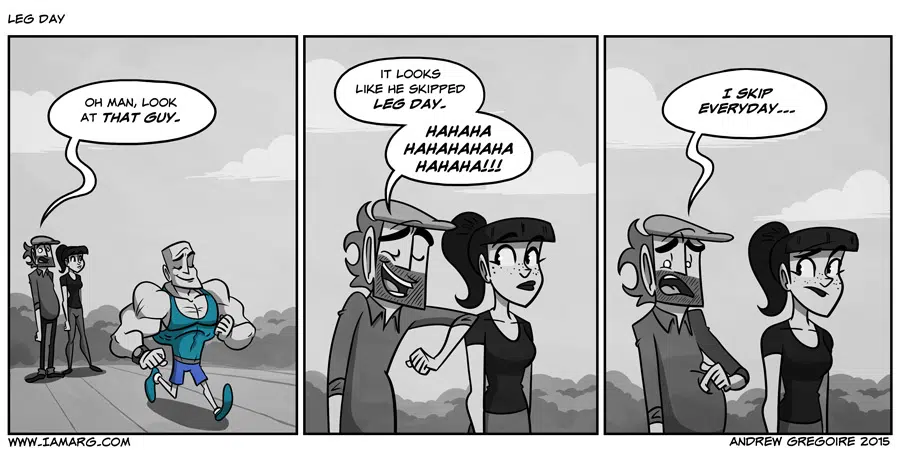 LEG DAY
OH MAN, LOOK
AT THAT GUY.
IT LOOKS
LIKE HE SKIPPED
LEG DAY.
HAHAHA
HAHAHAHAHA
HAHAHA!!!
I SKIP
EVERYDAY...
WWW.IAMARG.COM
ANDREW GREGOIRE 2015